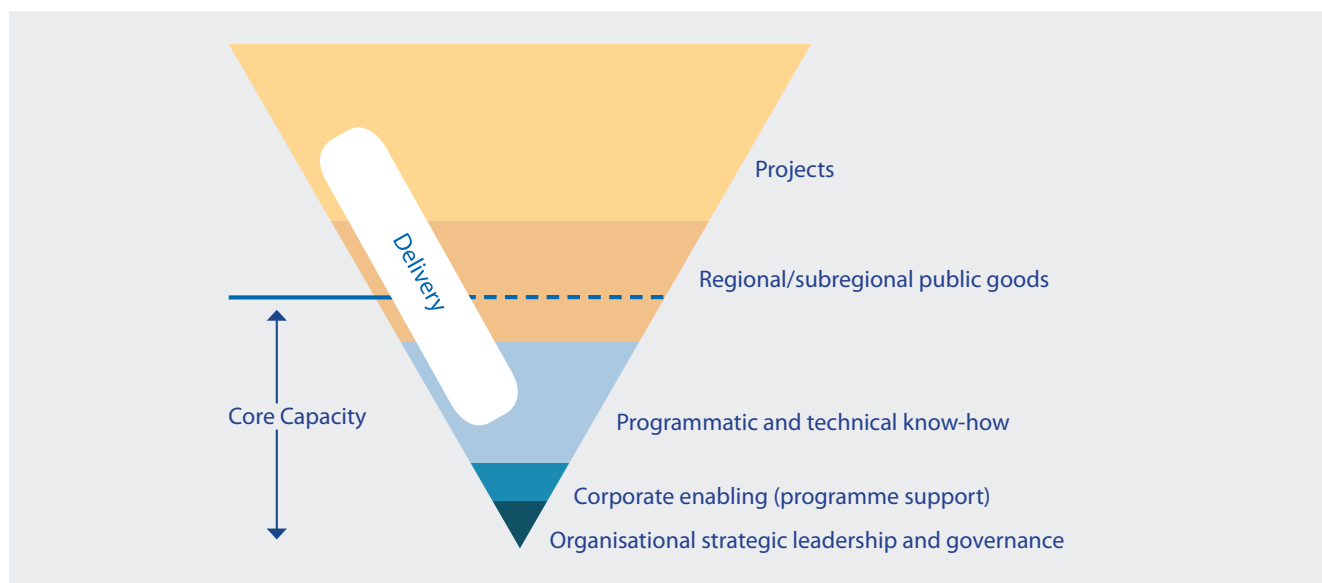 Projects
Delivery
Regional/subregional public goods
Core Capacity
Programmatic and technical know-how
Corporate enabling (programme support)
Organisational strategic leadership and governance